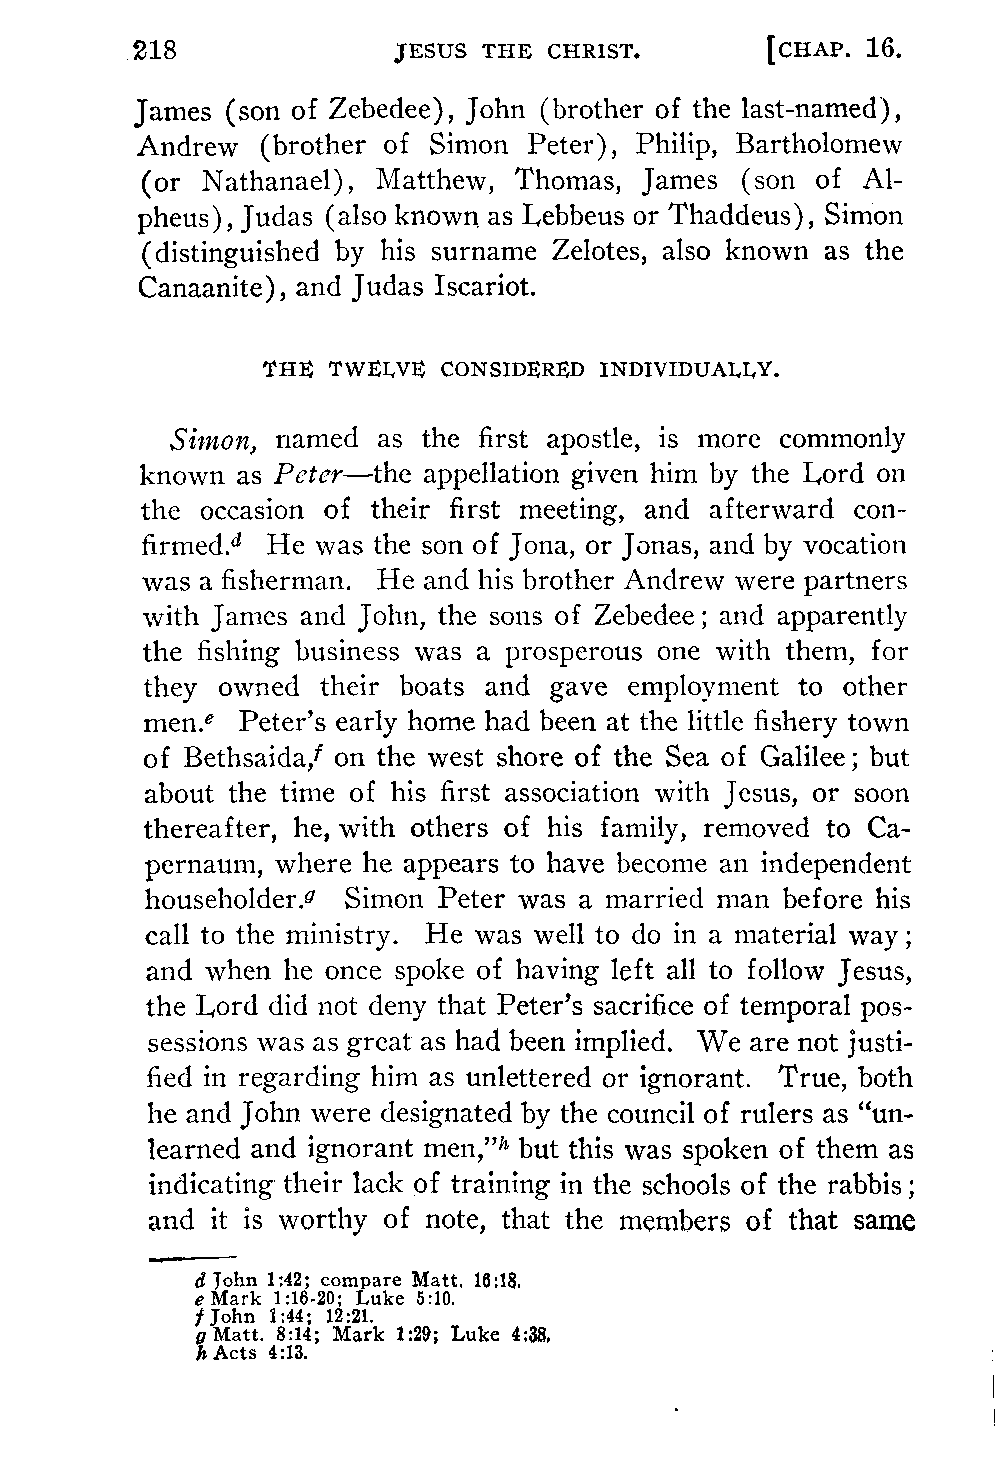 218 JESUS THE CHRIST. [CHAP. 16.
James (son of Zebedee), John (brother of the last-named),
Andrew (brother of Simon Peter), Philip, Bartholomew
(or Nathanael), Matthew, Thomas, James (son of Al-
pheus), Judas (also known as Lebbeus or Thaddeus), Simon
(distinguished by his surname Zelotes, also known as the
Canaanite), and Judas Iscariot.
THE TWELVE CONSIDERED INDIVIDUALLY.
Simon, named as the first apostle, is more commonly
known as Peter—the appellation given him by the Lord on
the occasion of their first meeting, and afterward con-
firmed.d He was the son of Jona, or Jonas, and by vocation
was a fisherman. He and his brother Andrew were partners
with James and John, the sons of Zebedee; and apparently
the fishing business was a prosperous one with them, for
they owned their boats and gave employment to other
men.e Peter's early home had been at the little fishery town
of Bethsaida,f on the west shore of the Sea of Galilee; but
about the time of his first association with Jesus, or soon
thereafter, he, with others of his family, removed to Ca-
pernaum, where he appears to have become an independent
householder.g Simon Peter was a married man before his
call to the ministry. He was well to do in a material way;
and when he once spoke of having left all to follow Jesus,
the Lord did not deny that Peter's sacrifice of temporal pos-
sessions was as great as had been implied. We are not justi-
fied in regarding him as unlettered or ignorant. True, both
he and John were designated by the council of rulers as "un-
learned and ignorant men,"h but this was spoken of them as
indicating their lack of training in the schools of the rabbis;
and it is worthy of note, that the members of that same
d John 1:42; compare Matt. 16:18.
e Mark 1:16-20; Luke 5:10.
f John 1:44; 12:21.
g Matt. 8:14; Mark 1:29; Luke 4:38.
h Acts 4:13.